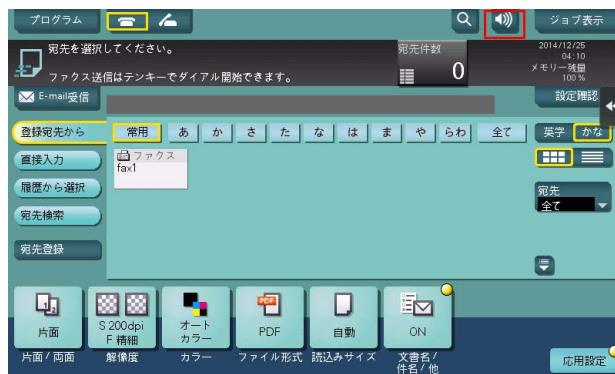 プログラム
ジョブ表示
宛先を選択してください。
ファクス送信はテンキーでダイアル開始できます。
宛先件数
0
2014/12/25
04:10
メモリー残量
100 %
E-mail受信
設定確認
登録宛先から
常用 あ か さ た な は ま や らわ 全て
英字 かな
直接入力
ファクス
fax1
履歴から選択
宛先
全て
宛先検索
宛先登録
片面
S 200dpi
F 精細
オート
カラー
PDF
PDF
自動
ON
片面 / 両面
解像度
カラー
ファイル形式
読込みサイズ
文書名 /
件名 / 他
応用設定